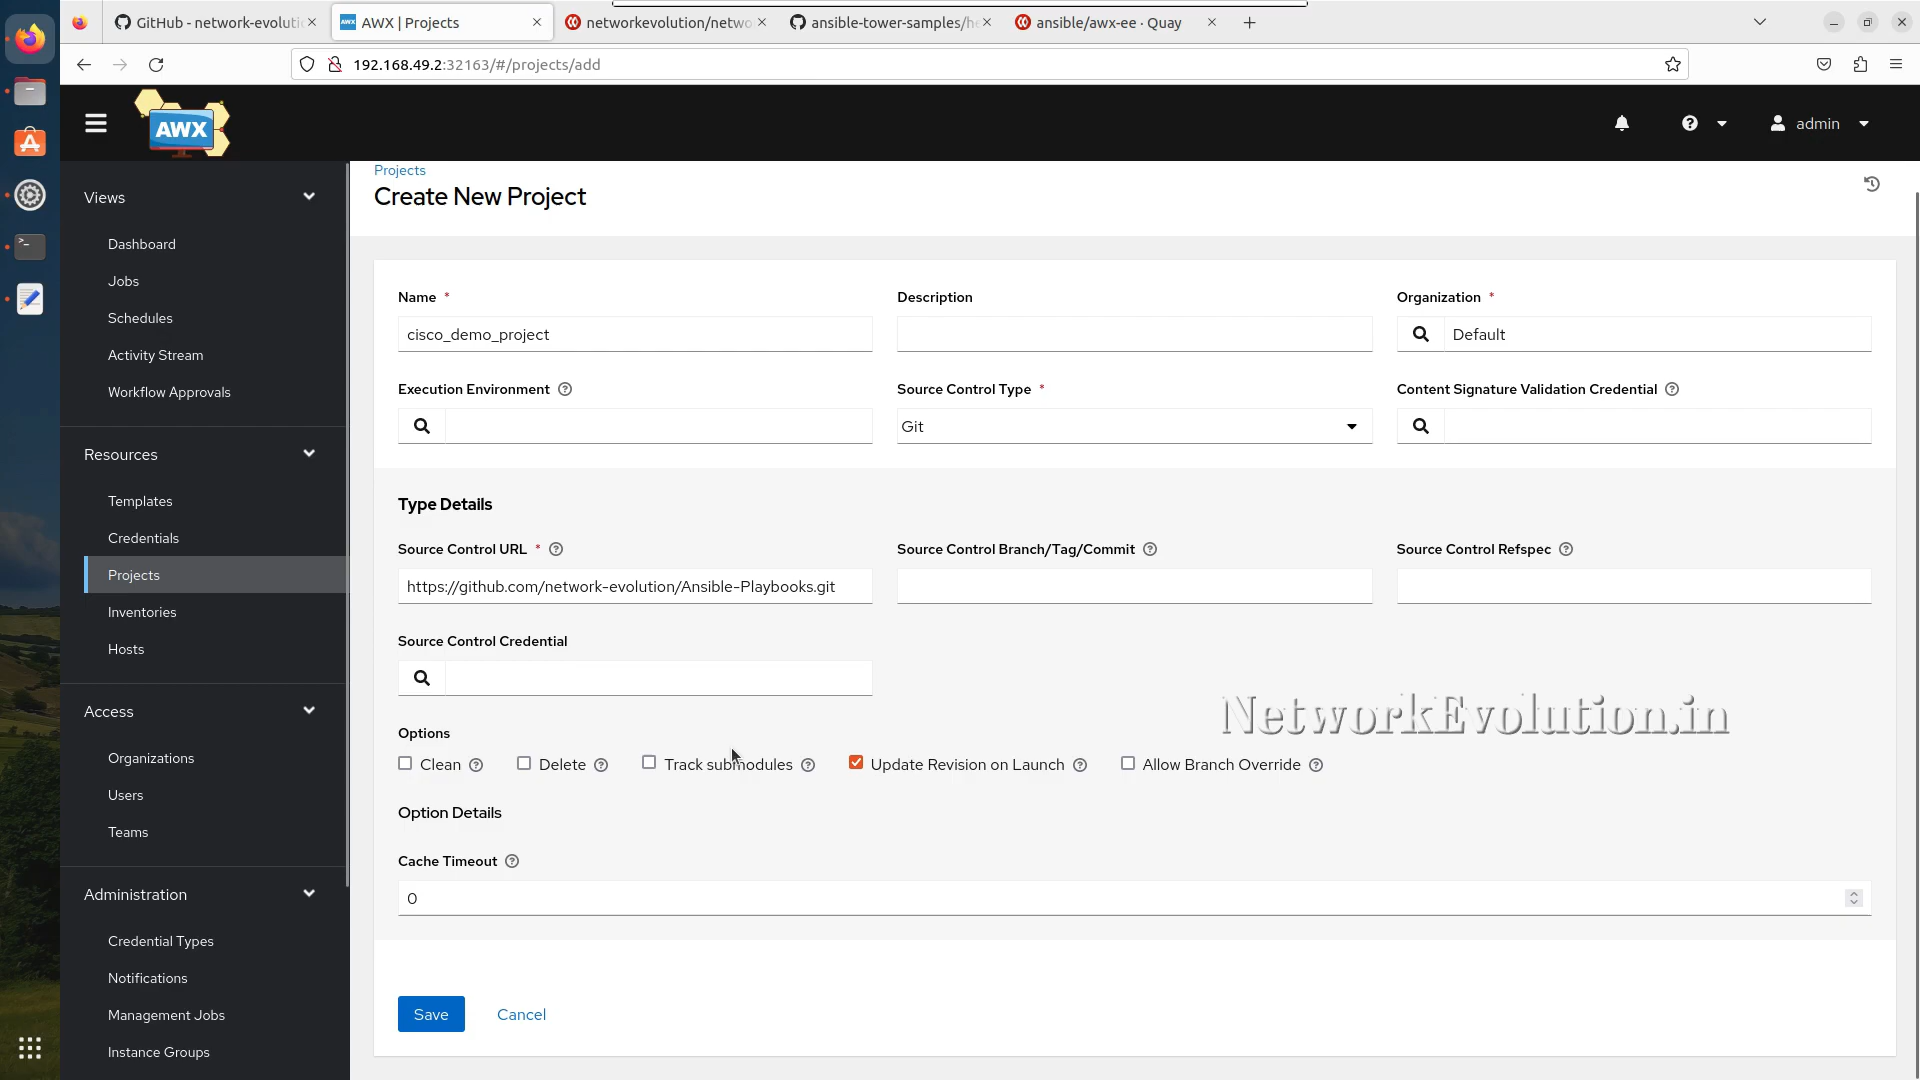 GitHub - network-evoluti
AWX | Projects
networkevolution/netwo
ansible-tower-samples/he
ansible/awx-ee · Quay
192.168.49.2:32163/#/projects/add
AWX
admin
Views
Dashboard
Jobs
Schedules
Activity Stream
Workflow Approvals
Resources
Templates
Credentials
Projects
Inventories
Hosts
Access
Organizations
Users
Teams
Administration
Credential Types
Notifications
Management Jobs
Instance Groups
Projects
Create New Project
Name *
Description
Organization *
cisco_demo_project
Default
Execution Environment
Source Control Type *
Content Signature Validation Credential
Git
Type Details
Source Control URL *
Source Control Branch/Tag/Commit
Source Control Refspec
https://github.com/network-evolution/Ansible-Playbooks.git
Source Control Credential
NetworkEvolution.in
Options
Clean
Delete
Track submodules
Update Revision on Launch
Allow Branch Override
Option Details
Cache Timeout
0
Save
Cancel